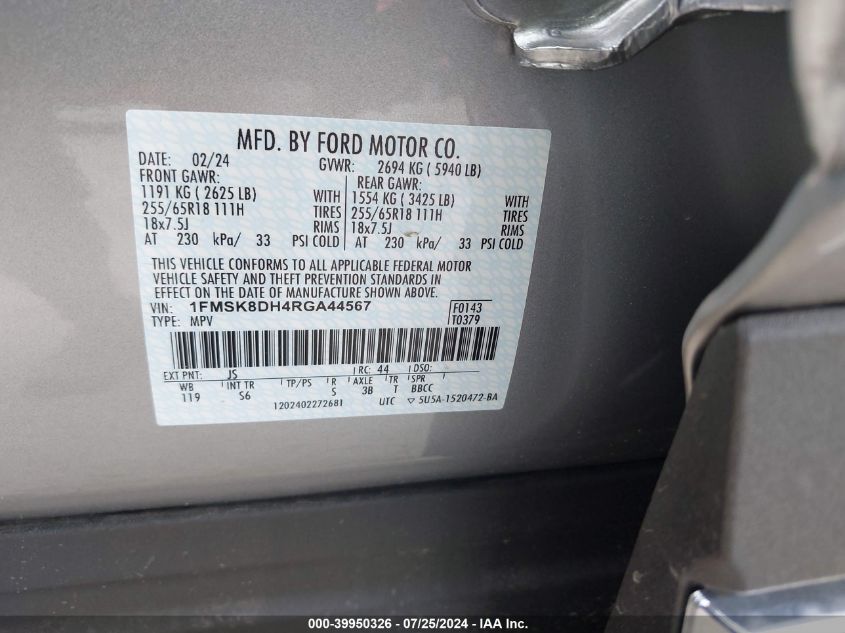 MFD. BY FORD MOTOR CO.
DATE: 02/24 GVWR: 2694 KG ( 5940 LB)
FRONT GAWR: REAR GAWR:
1191 KG ( 2625 LB) WITH 1554 KG ( 3425 LB) WITH
255/65R18 111H TIRES 255/65R18 111H TIRES
18x7.5J RIMS 18x7.5J RIMS
AT 230 kPa/ 33 PSI COLD AT 230 kPa/ 33 PSI COLD
THIS VEHICLE CONFORMS TO ALL APPLICABLE FEDERAL MOTOR
VEHICLE SAFETY AND THEFT PREVENTION STANDARDS IN
EFFECT ON THE DATE OF MANUFACTURE SHOWN ABOVE.
VIN: 1FMSK8DH4RGA44567 F0143
TYPE: MPV T0379
EXT PNT: JS RC: 44 DSO:
WB INT TR TP/PS R AXLE TR SPR
119 S6 S 3B T BBCC
1202402272681 UTC ▽ 5U5A-1520472-BA
000-39950326 / 07/25/2024 / IAA Inc.